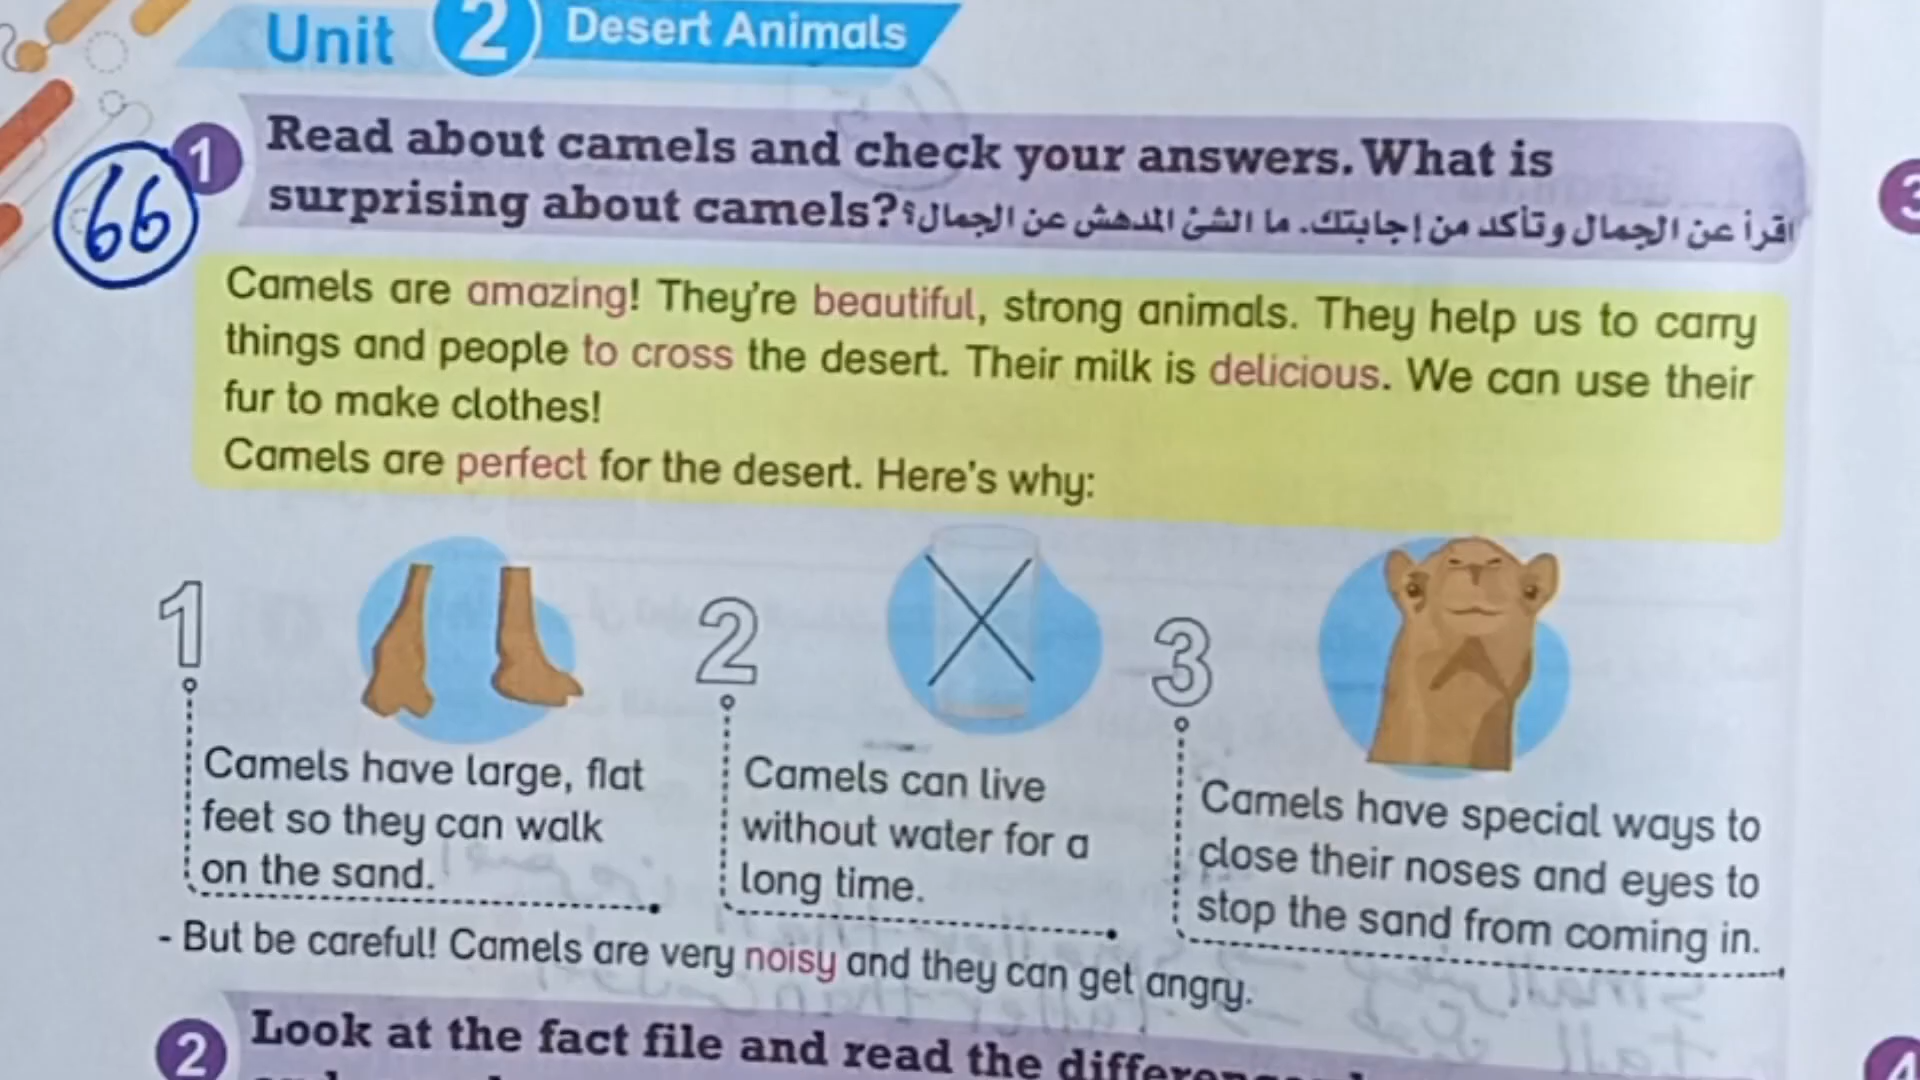 Unit 2 Desert Animals
66
1 Read about camels and check your answers. What is
surprising about camels? اقرأ عن الجمال وتأكد من إجابتك. ما الشئ المدهش عن الجمال؟
Camels are amazing! They're beautiful, strong animals. They help us to carry
things and people to cross the desert. Their milk is delicious. We can use their
fur to make clothes!
Camels are perfect for the desert. Here's why:
1
Camels have large, flat
feet so they can walk
on the sand.
2
Camels can live
without water for a
long time.
3
Camels have special ways to
close their noses and eyes to
stop the sand from coming in.
- But be careful! Camels are very noisy and they can get angry.
2 Look at the fact file and read the
3
4